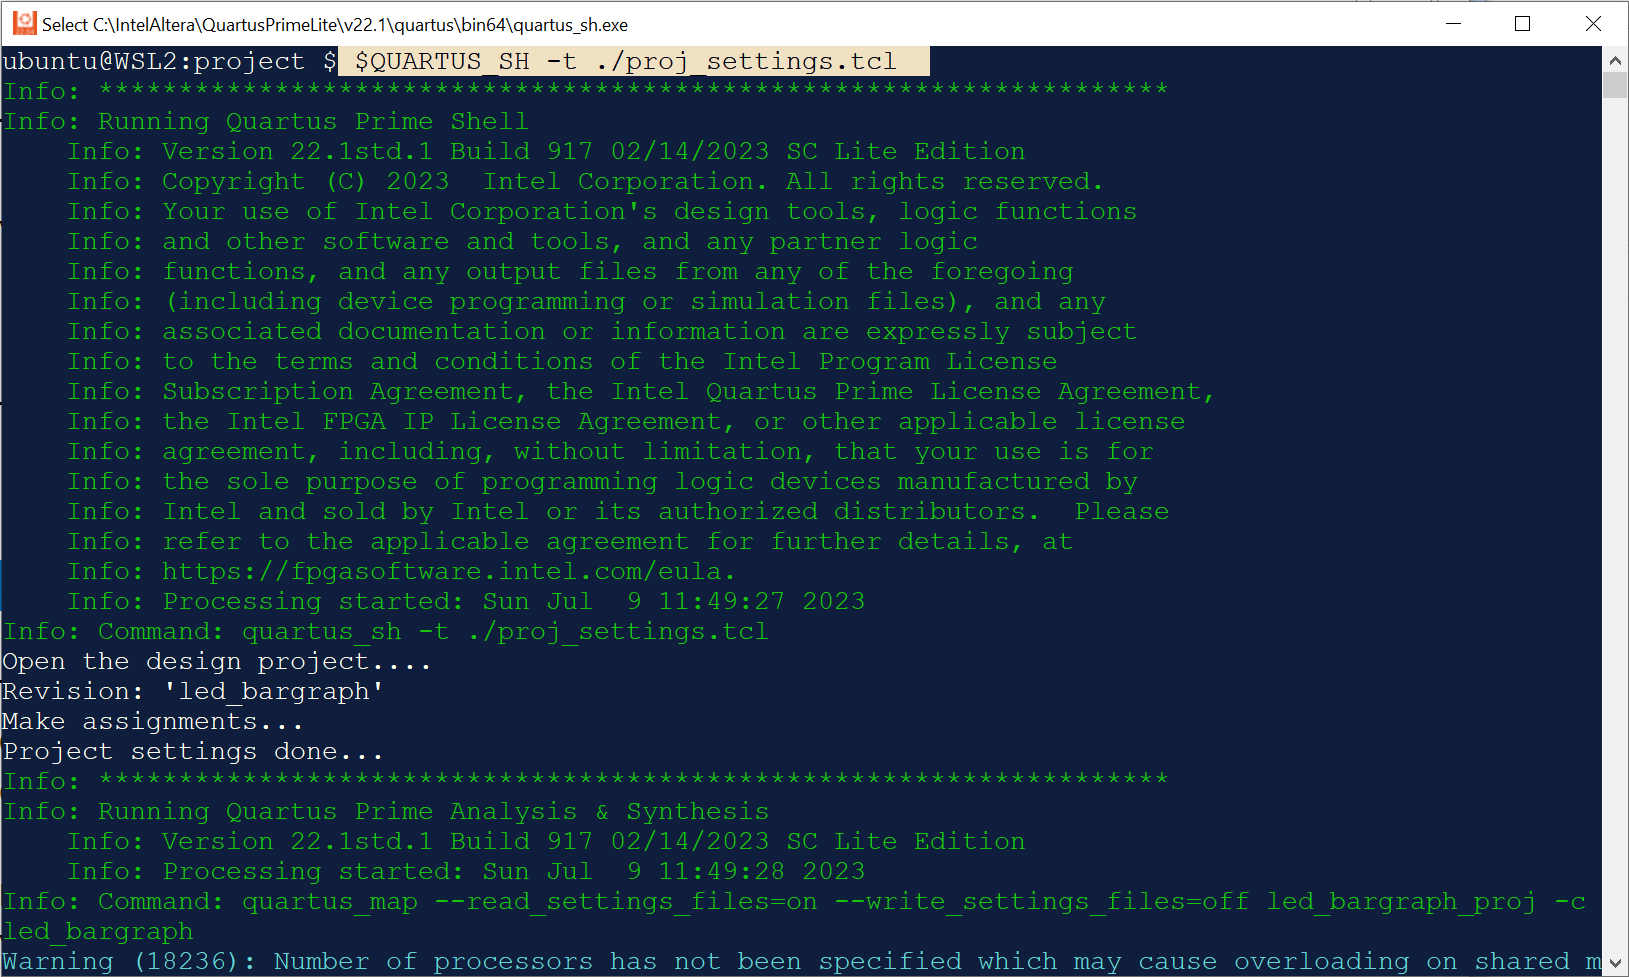 Select C:\IntelAltera\QuartusPrimeLite\v22.1\quartus\bin64\quartus_sh.exe
ubuntu@WSL2:project $ $QUARTUS_SH -t ./proj_settings.tcl
Info: *******************************************************************
Info: Running Quartus Prime Shell
    Info: Version 22.1std.1 Build 917 02/14/2023 SC Lite Edition
    Info: Copyright (C) 2023  Intel Corporation. All rights reserved.
    Info: Your use of Intel Corporation's design tools, logic functions
    Info: and other software and tools, and any partner logic
    Info: functions, and any output files from any of the foregoing
    Info: (including device programming or simulation files), and any
    Info: associated documentation or information are expressly subject
    Info: to the terms and conditions of the Intel Program License
    Info: Subscription Agreement, the Intel Quartus Prime License Agreement,
    Info: the Intel FPGA IP License Agreement, or other applicable license
    Info: agreement, including, without limitation, that your use is for
    Info: the sole purpose of programming logic devices manufactured by
    Info: Intel and sold by Intel or its authorized distributors.  Please
    Info: refer to the applicable agreement for further details, at
    Info: https://fpgasoftware.intel.com/eula.
    Info: Processing started: Sun Jul  9 11:49:27 2023
Info: Command: quartus_sh -t ./proj_settings.tcl
Open the design project....
Revision: 'led_bargraph'
Make assignments...
Project settings done...
Info: *******************************************************************
Info: Running Quartus Prime Analysis & Synthesis
    Info: Version 22.1std.1 Build 917 02/14/2023 SC Lite Edition
    Info: Processing started: Sun Jul  9 11:49:28 2023
Info: Command: quartus_map --read_settings_files=on --write_settings_files=off led_bargraph_proj -c
led_bargraph
Warning (18236): Number of processors has not been specified which may cause overloading on shared m